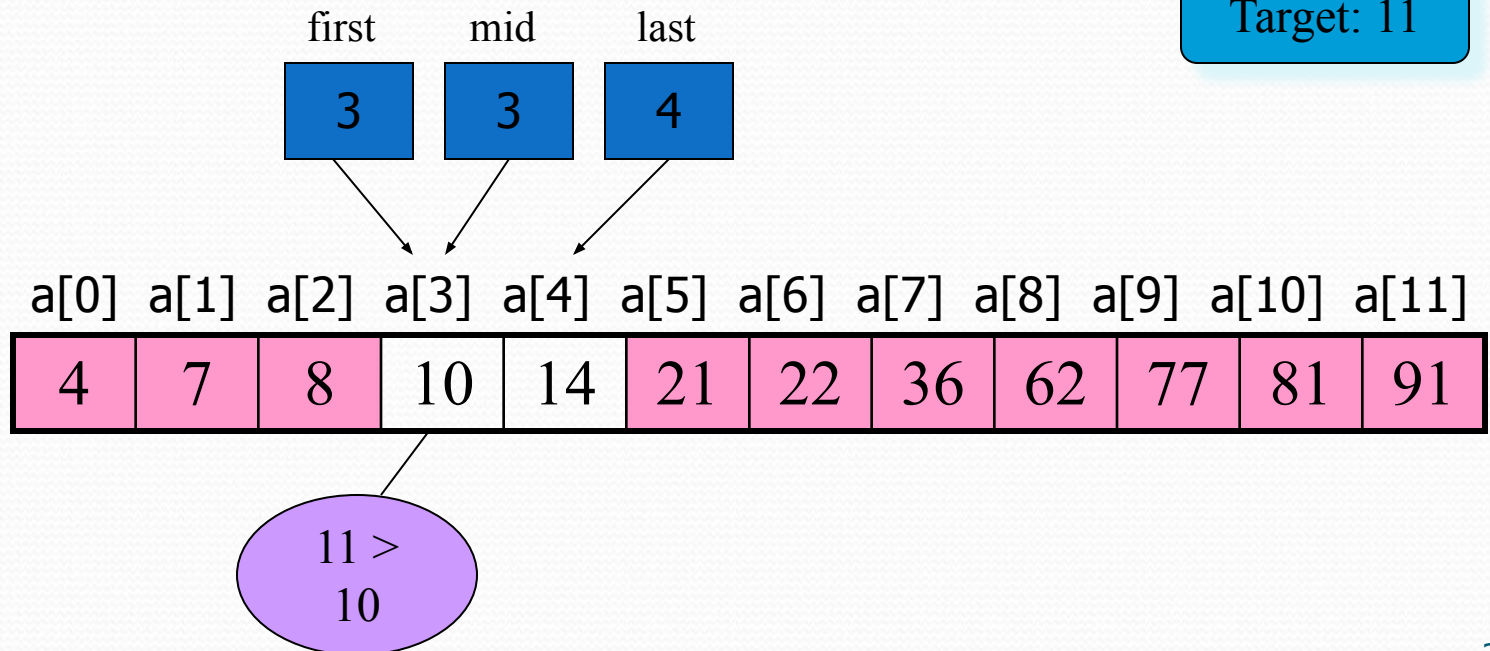 Target: 11
first mid last
3 3 4
a[0] a[1] a[2] a[3] a[4] a[5] a[6] a[7] a[8] a[9] a[10] a[11]
4 7 8 10 14 21 22 36 62 77 81 91
11 >
10